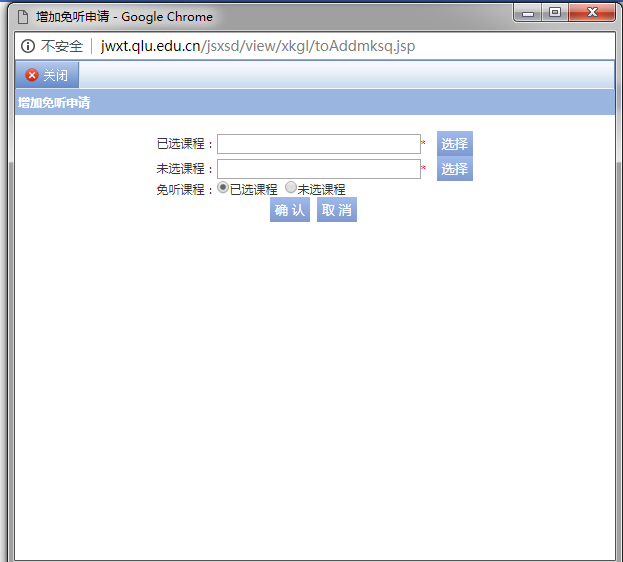 增加免听申请 - Google Chrome
不安全 | jwxt.qlu.edu.cn/jsxsd/view/xkgl/toAddmksq.jsp
关闭
增加免听申请
已选课程：* 选择
未选课程：* 选择
免听课程：已选课程 未选课程
确 认 取 消